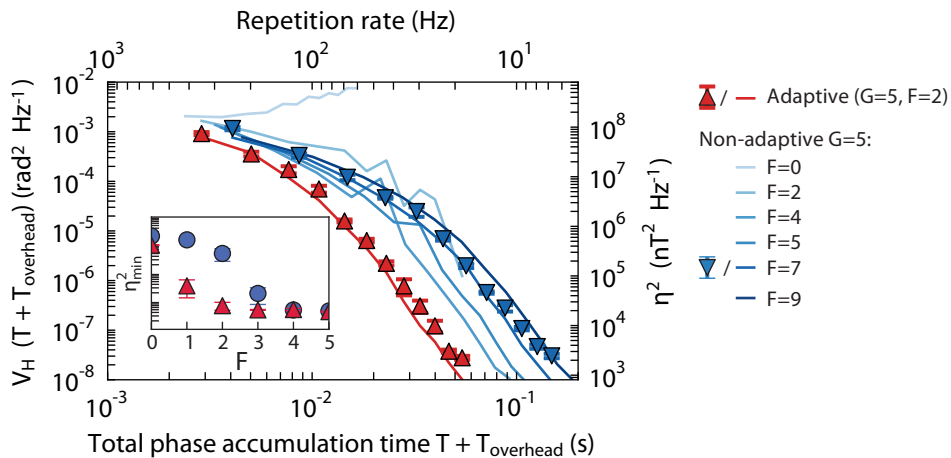 Repetition rate (Hz)
10³ 10² 10¹
V_H (T + T_overhead) (rad² Hz⁻¹)
10⁻²
10⁻³
10⁻⁴
10⁻⁵
10⁻⁶
10⁻⁷
10⁻⁸
10⁸
10⁷
10⁶
10⁵
10⁴
10³
η² (nT² Hz⁻¹)
η²_min
0 1 2 3 4 5
F
10⁻³ 10⁻² 10⁻¹
Total phase accumulation time T + T_overhead (s)
/ Adaptive (G=5, F=2)
Non-adaptive G=5:
F=0
F=2
F=4
F=5
/ F=7
F=9